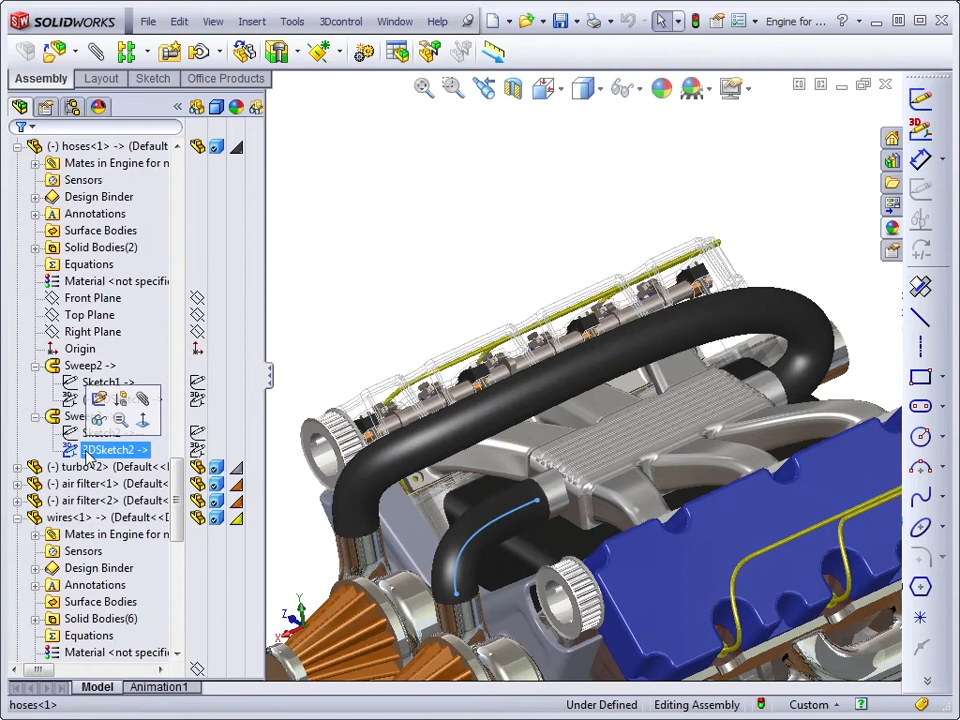 SOLIDWORKS File Edit View Insert Tools 3Dcontrol Window Help Engine for ... ?
Assembly Layout Sketch Office Products
(-) hoses<1> -> (Default
Mates in Engine for n
Sensors
Design Binder
Annotations
Surface Bodies
Solid Bodies(2)
Equations
Material <not specifi
Front Plane
Top Plane
Right Plane
Origin
Sweep2 ->
Sketch1 ->
Swee
Sketch2 ->
3DSketch2 ->
(-) turbo<2> (Default<<
(-) air filter<1> (Default<
(-) air filter<2> (Default<
wires<1> -> (Default<<D
Mates in Engine for n
Sensors
Design Binder
Annotations
Surface Bodies
Solid Bodies(6)
Equations
Material <not specifi
3D
Y
Z
X
Model Animation1
hoses<1> Under Defined Editing Assembly Custom ?